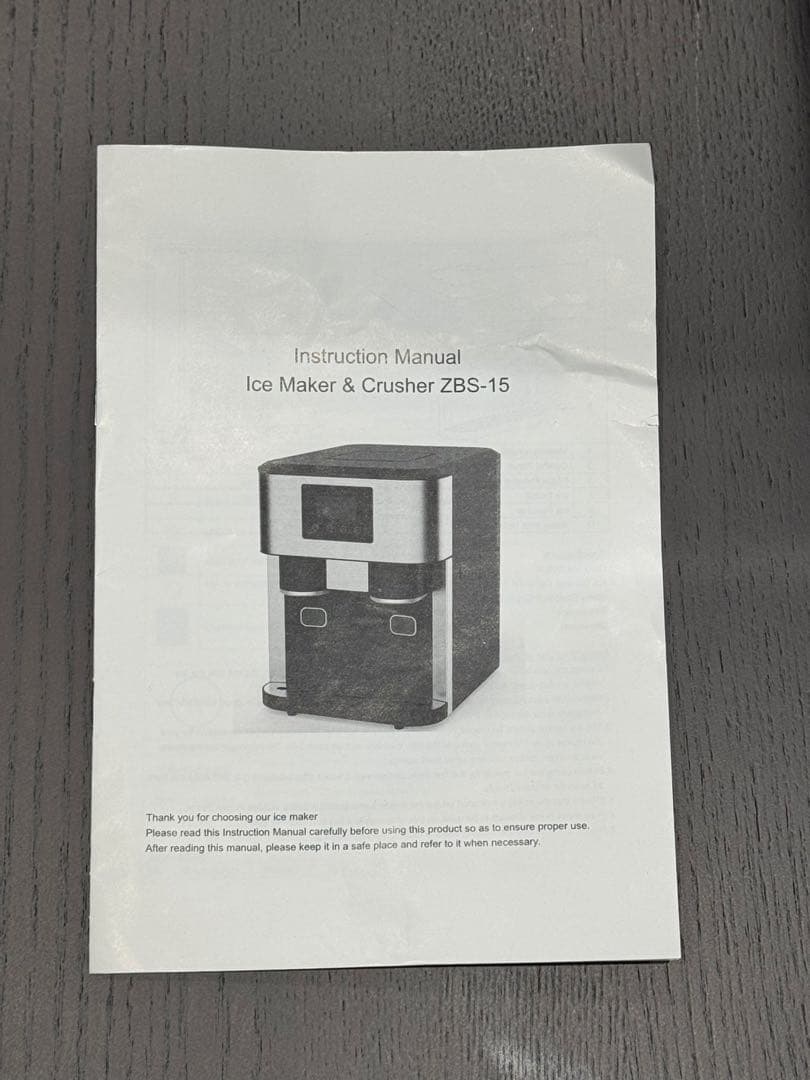 Instruction Manual
Ice Maker & Crusher ZBS-15
Thank you for choosing our ice maker
Please read this Instruction Manual carefully before using this product so as to ensure proper use.
After reading this manual, please keep it in a safe place and refer to it when necessary.